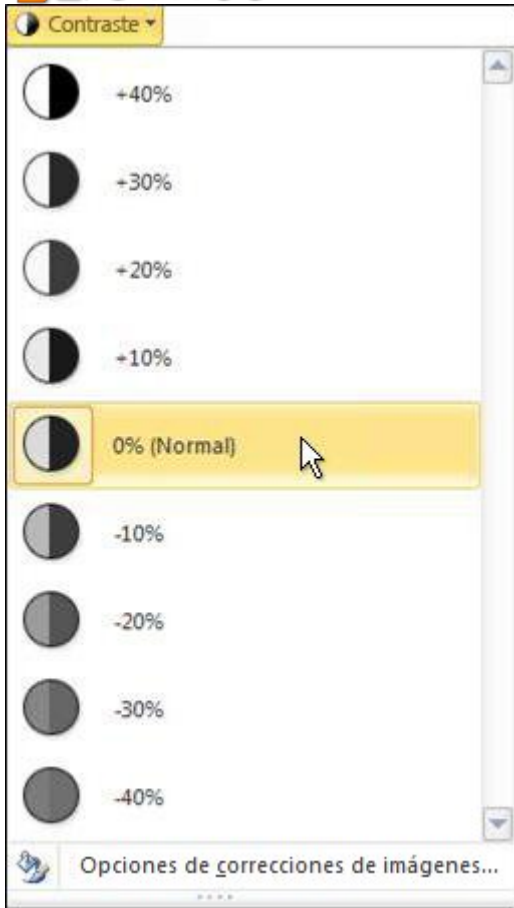 Contraste
+40%
+30%
+20%
+10%
0% (Normal)
-10%
-20%
-30%
-40%
Opciones de correcciones de imágenes...